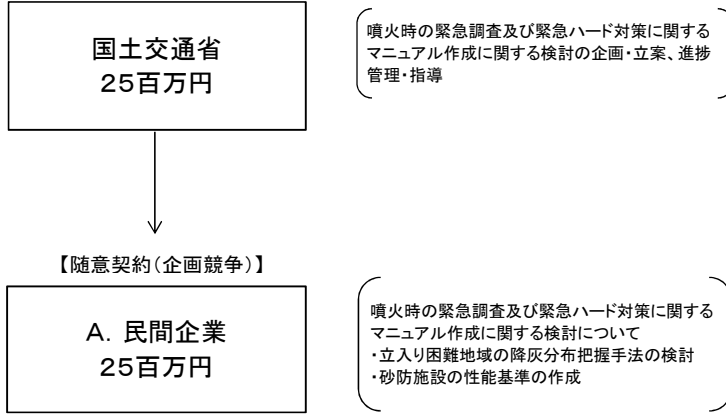 国土交通省
25百万円
噴火時の緊急調査及び緊急ハード対策に関する
マニュアル作成に関する検討の企画・立案、進捗
管理・指導
【随意契約(企画競争)】
A. 民間企業
25百万円
噴火時の緊急調査及び緊急ハード対策に関する
マニュアル作成に関する検討について
・立入り困難地域の降灰分布把握手法の検討
・砂防施設の性能基準の作成